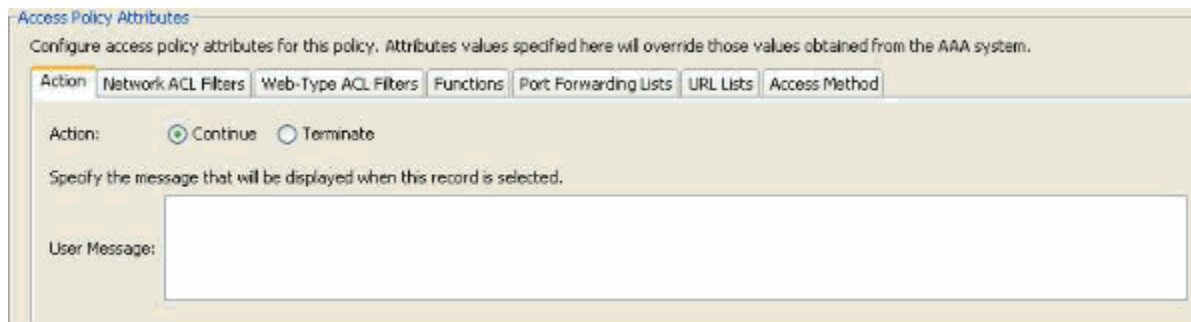 Access Policy Attributes
Configure access policy attributes for this policy. Attributes values specified here will override those values obtained from the AAA system.
Action Network ACL Filters Web-Type ACL Filters Functions Port Forwarding Lists URL Lists Access Method
Action: Continue Terminate
Specify the message that will be displayed when this record is selected.
User Message: